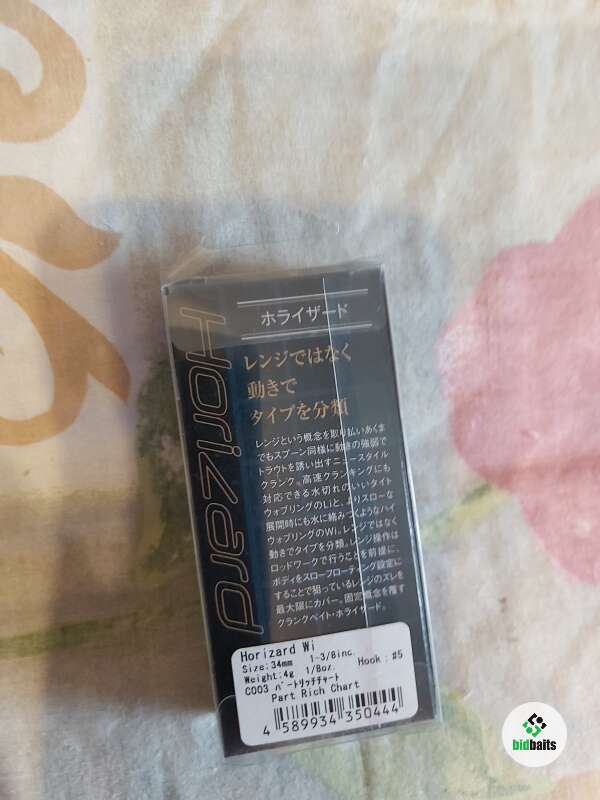 Horizard
ホライザード
レンジではなく
動きで
タイプを分類
レンジという概念を取り払いあくま
でもスプーン同様に動きの強弱で
トラウトを誘い出すニュースタイル
クランク。高速クランキングにも
対応できる水切れのいいタイト
ウォブリングのLiと、よりスローな
展開時にも水に絡みつくようなハイ
ウォブリングのWi。レンジではなく
動きでタイプを分類。レンジ操作は
ロッドワークで行うことを前提に、
ボディをスローフローティング設定に
することで狙っているレンジのズレを
最大限にカバー。固定概念を覆す
クランクベイト・ホライザード。
Horizard Wi
Size:34mm 1-3/8inc.
Weight:4g 1/8oz. Hook:#5
C003 パートリッチチャート
Part Rich Chart
4 589934 350444
bidbaits